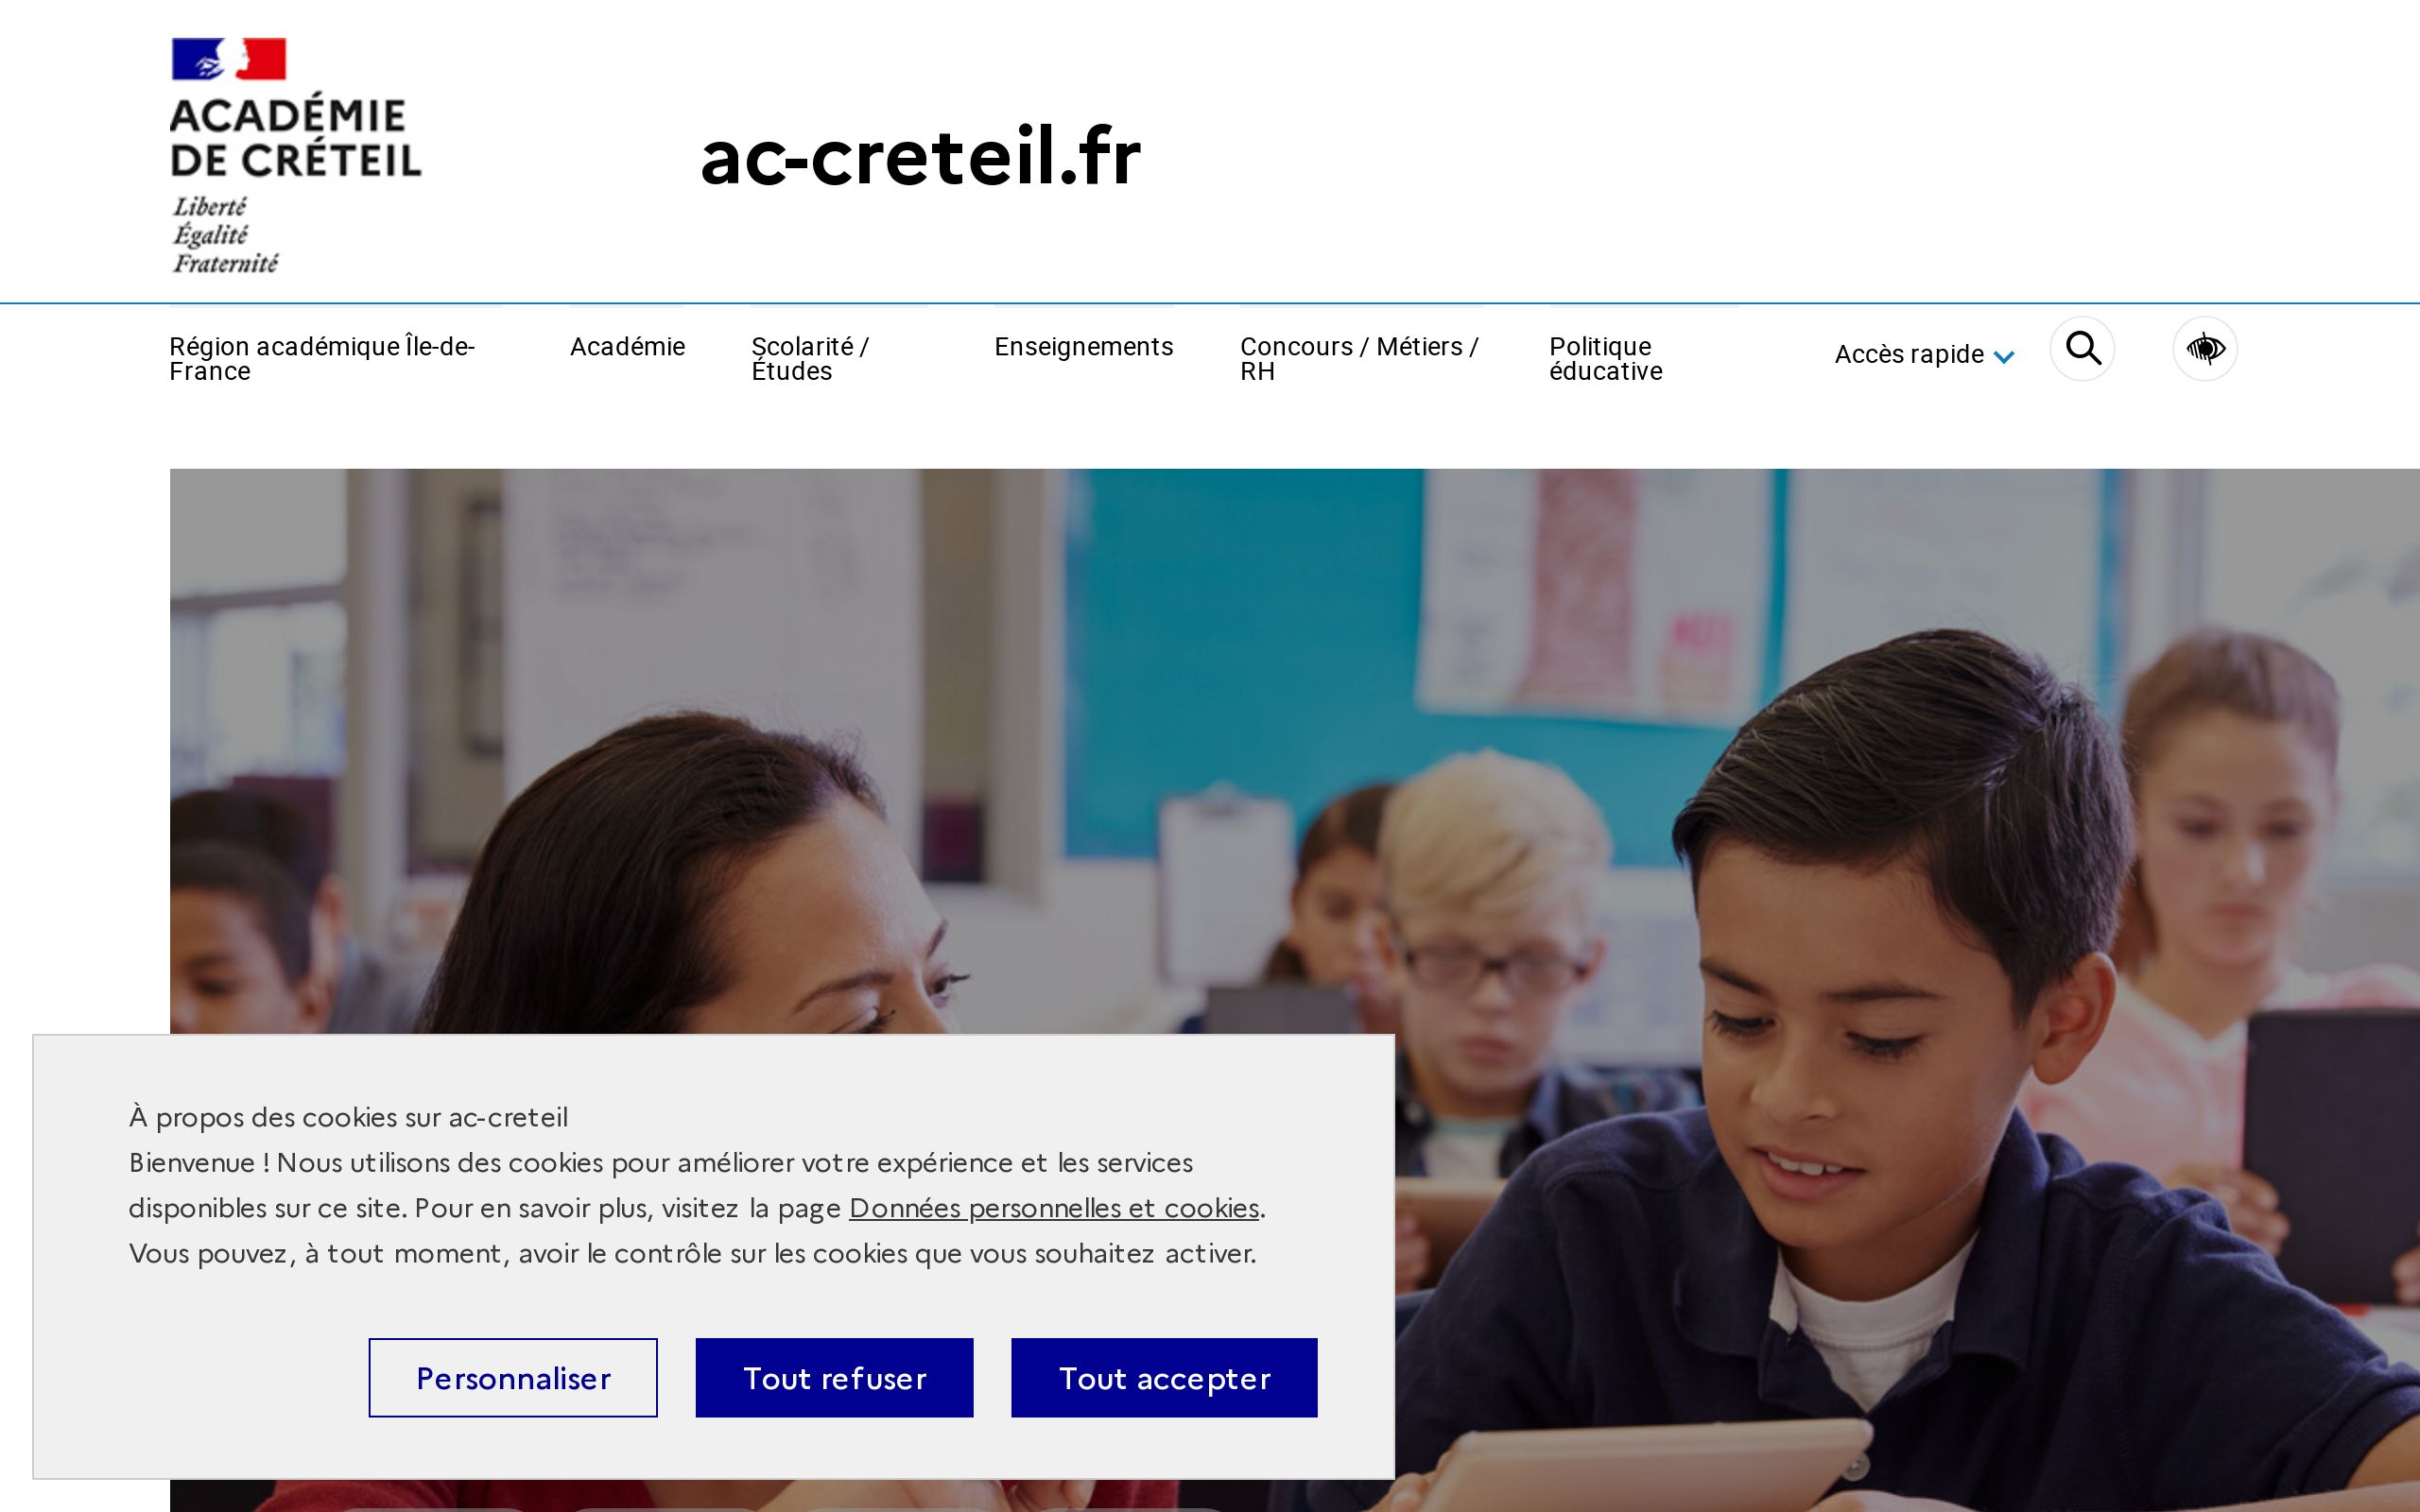 ACADÉMIE
DE CRÉTEIL
Liberté
Égalité
Fraternité
ac-creteil.fr
Région académique Île-de-
France
Académie
Scolarité /
Études
Enseignements
Concours / Métiers /
RH
Politique
éducative
Accès rapide
À propos des cookies sur ac-creteil
Bienvenue ! Nous utilisons des cookies pour améliorer votre expérience et les services
disponibles sur ce site. Pour en savoir plus, visitez la page Données personnelles et cookies.
Vous pouvez, à tout moment, avoir le contrôle sur les cookies que vous souhaitez activer.
Personnaliser
Tout refuser
Tout accepter